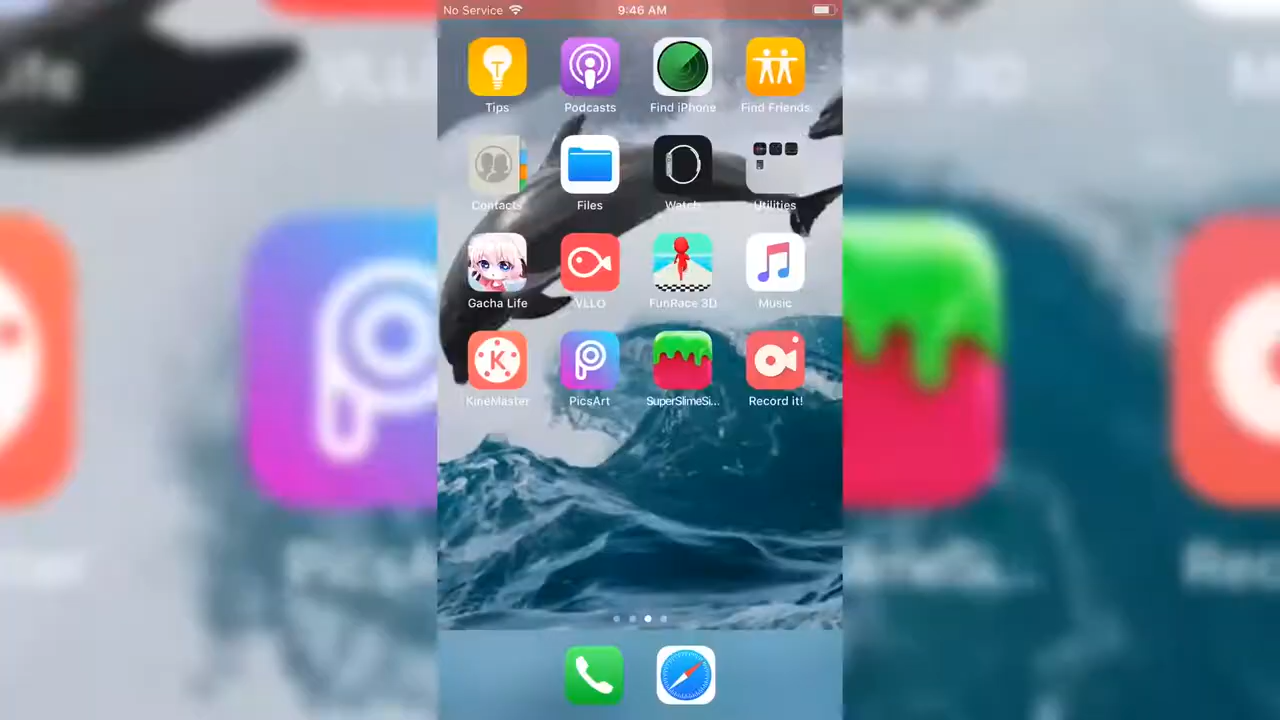 No Service 9:46 AM
Tips Podcasts Find iPhone Find Friends
Contacts Files Watch Utilities
Gacha Life VLLO FunRace 3D Music
KineMaster PicsArt SuperSlimeSi... Record it!